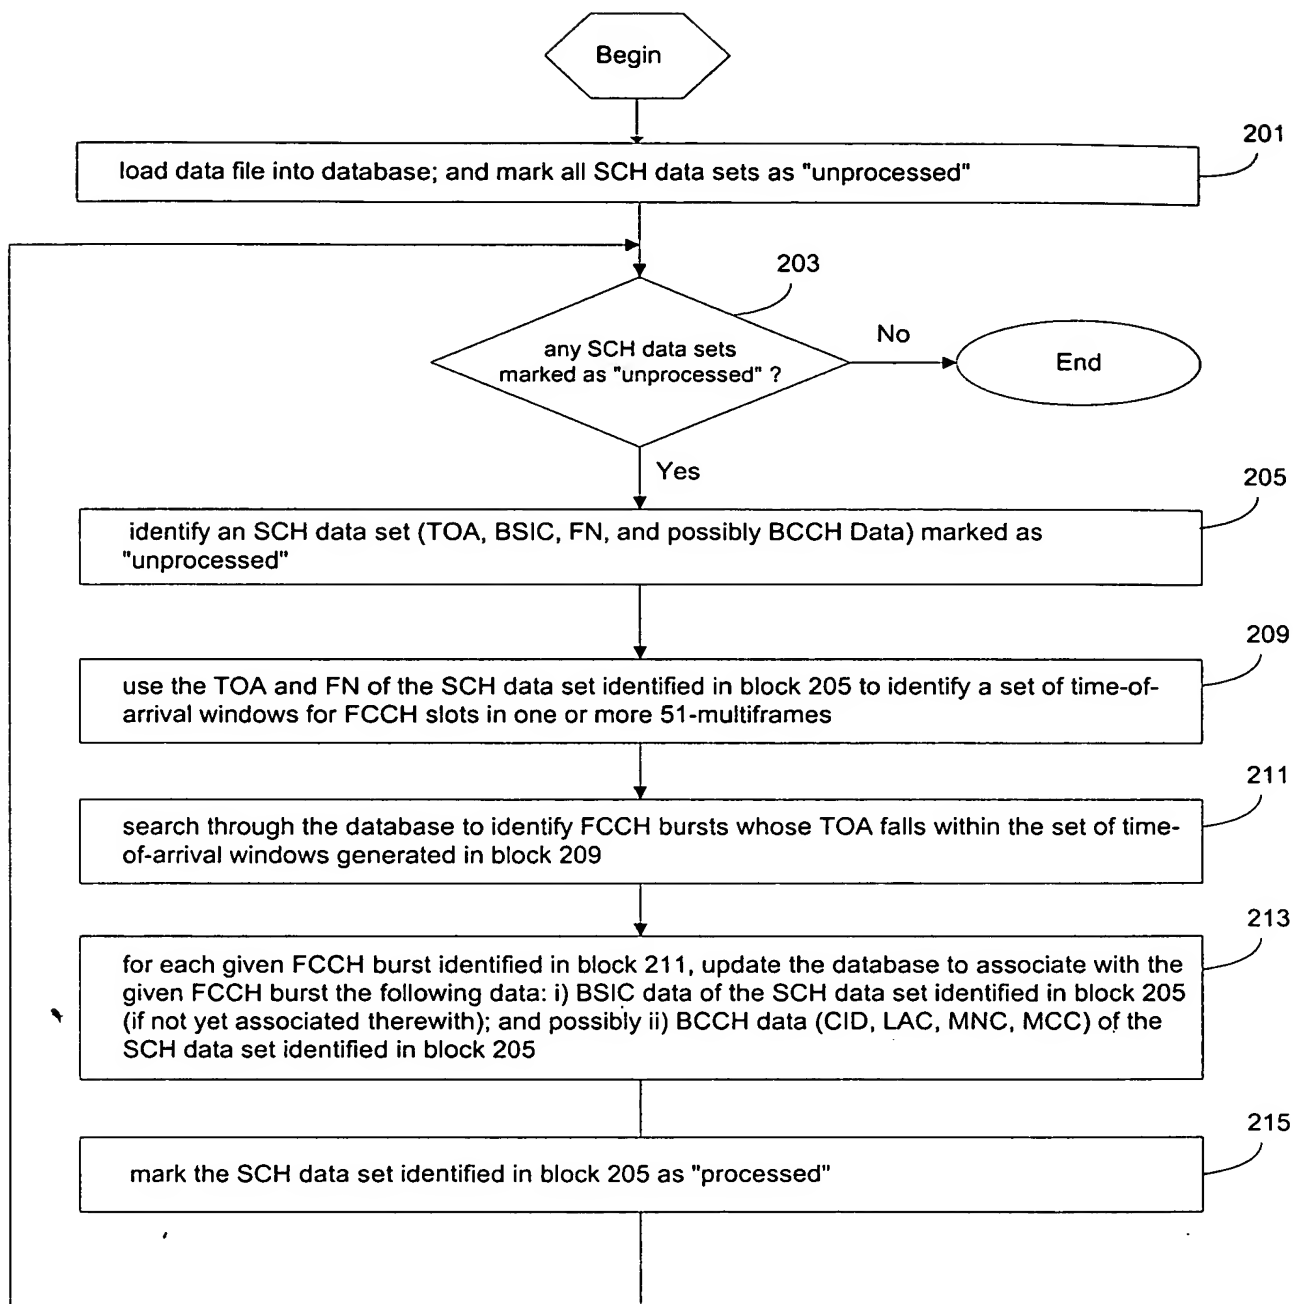 Begin
201
load data file into database; and mark all SCH data sets as "unprocessed"
203
any SCH data sets
marked as "unprocessed" ?
No
End
Yes
205
identify an SCH data set (TOA, BSIC, FN, and possibly BCCH Data) marked as
"unprocessed"
209
use the TOA and FN of the SCH data set identified in block 205 to identify a set of time-of-
arrival windows for FCCH slots in one or more 51-multiframes
211
search through the database to identify FCCH bursts whose TOA falls within the set of time-
of-arrival windows generated in block 209
213
for each given FCCH burst identified in block 211, update the database to associate with the
given FCCH burst the following data: i) BSIC data of the SCH data set identified in block 205
(if not yet associated therewith); and possibly ii) BCCH data (CID, LAC, MNC, MCC) of the
SCH data set identified in block 205
215
mark the SCH data set identified in block 205 as "processed"